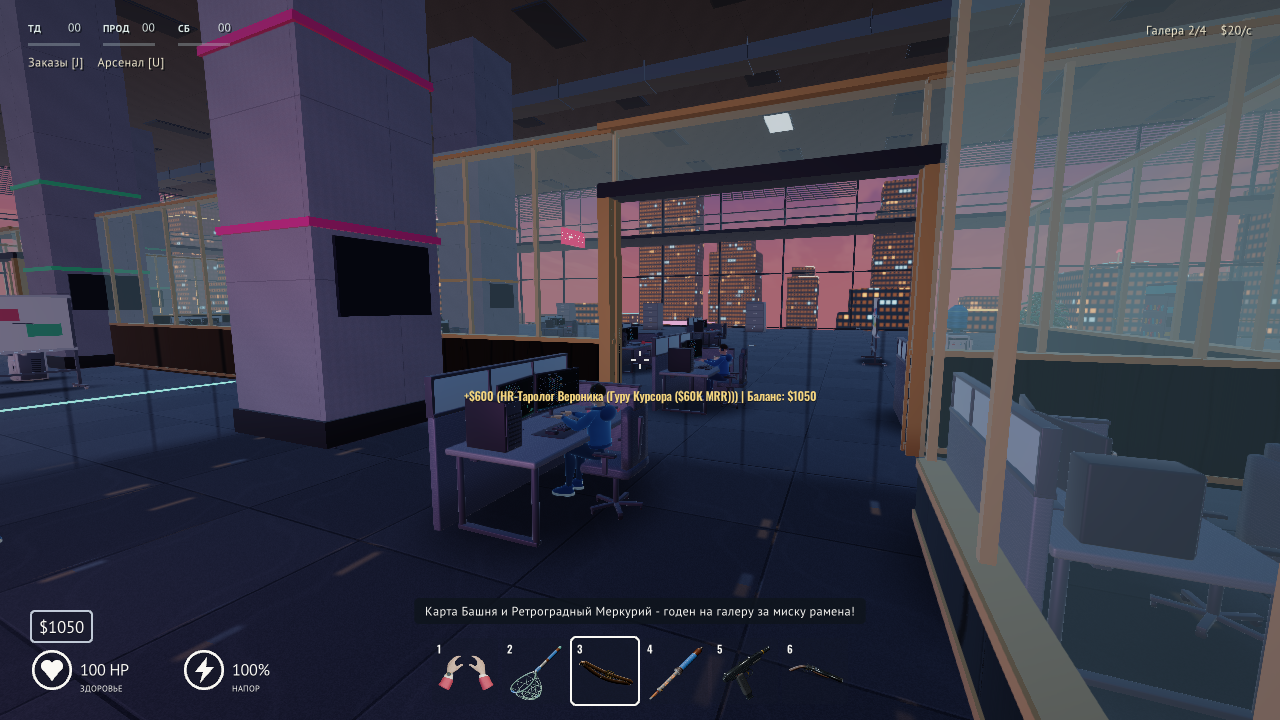 ТД 00 ПРОД 00 СБ 00
Заказы [J] Арсенал [U]
Галера 2/4 $20/с
+$600 (HR-Таролог Вероника (Гуру Курсора ($60K MRR))) | Баланс: $1050
Карта Башня и Ретроградный Меркурий - годен на галеру за миску рамена!
$1050
100 HP
ЗДОРОВЬЕ
100%
НАПОР
1 2 3 4 5 6